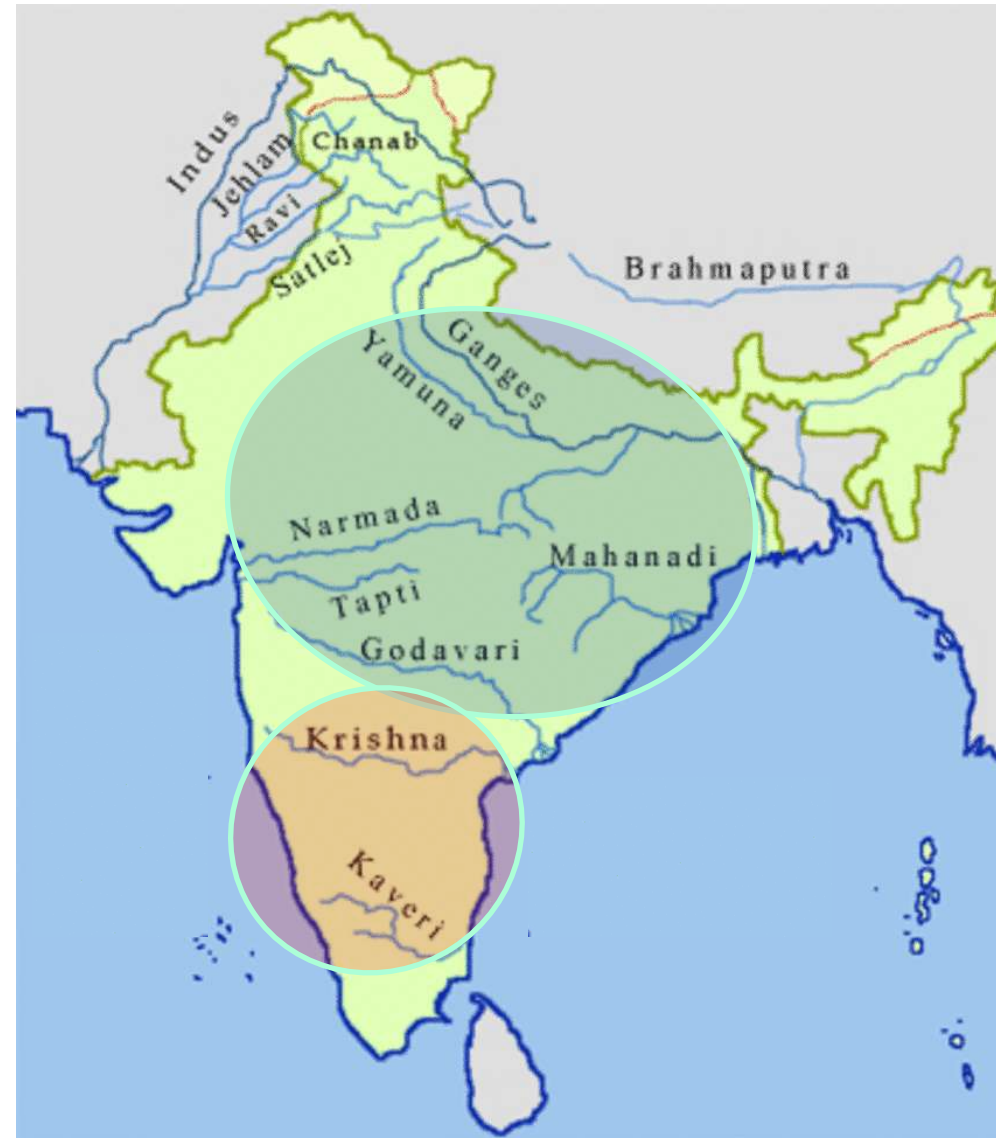 Indus
Jehlam
Chanab
Ravi
Satlej
Brahmaputra
Ganges
Yamuna
Narmada
Mahanadi
Tapti
Godavari
Krishna
Kaveri